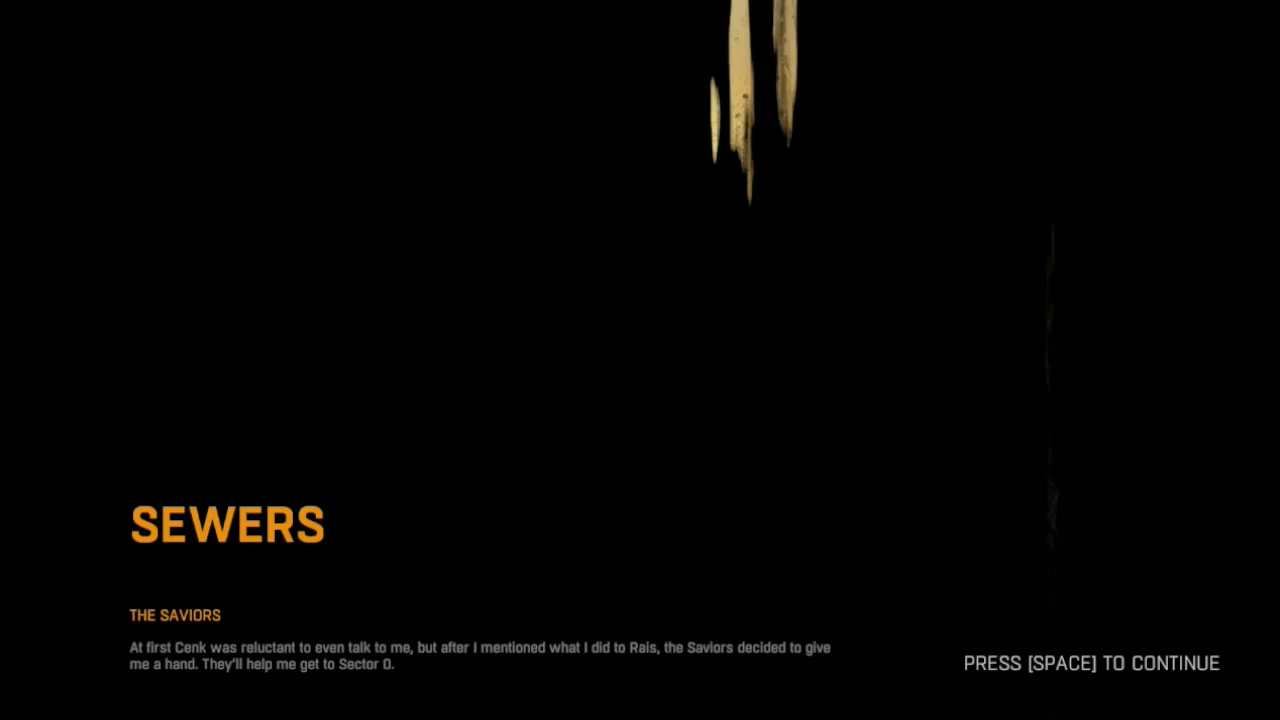 SEWERS
THE SAVIORS
At first Cenk was reluctant to even talk to me, but after I mentioned what I did to Rais, the Saviors decided to give
me a hand. They'll help me get to Sector 0.
PRESS [SPACE] TO CONTINUE